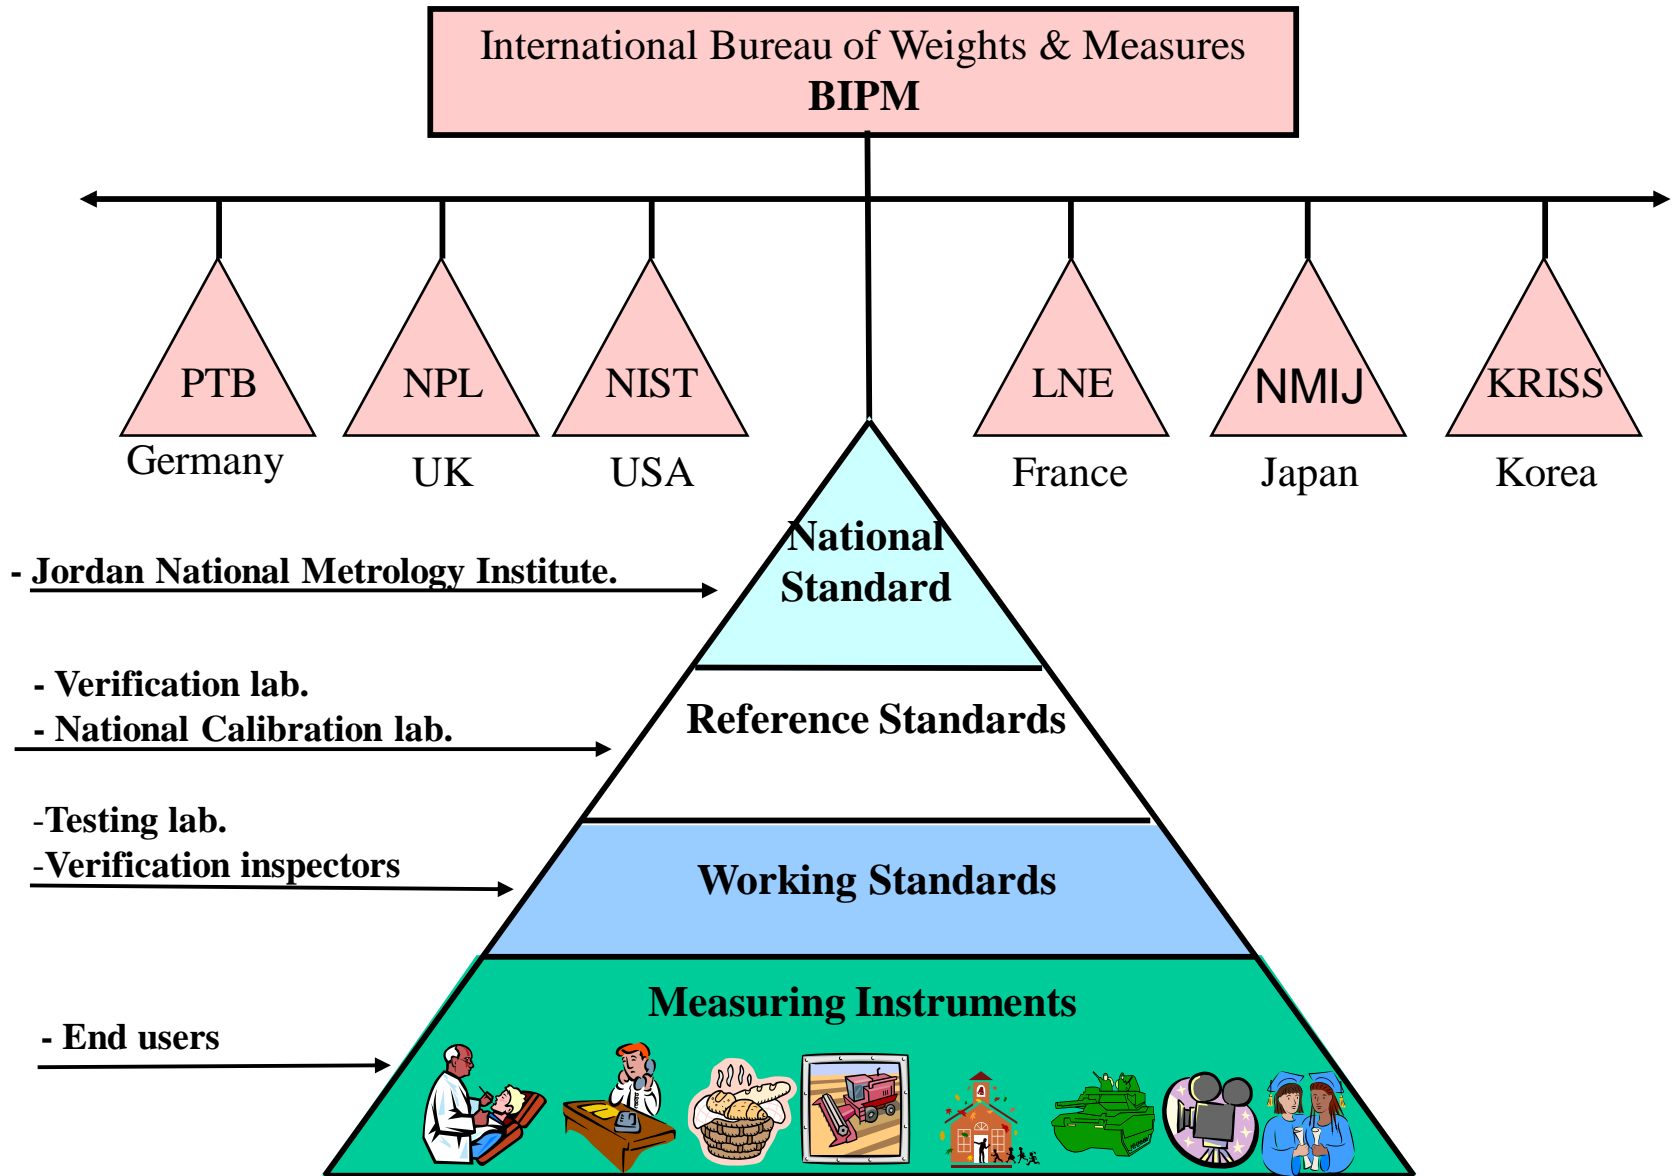 International Bureau of Weights & Measures
BIPM
PTB
NPL
NIST
LNE
NMIJ
KRISS
Germany
UK
USA
France
Japan
Korea
National
Standard
- Jordan National Metrology Institute.
- Verification lab.
- National Calibration lab.
Reference Standards
-Testing lab.
-Verification inspectors
Working Standards
Measuring Instruments
- End users